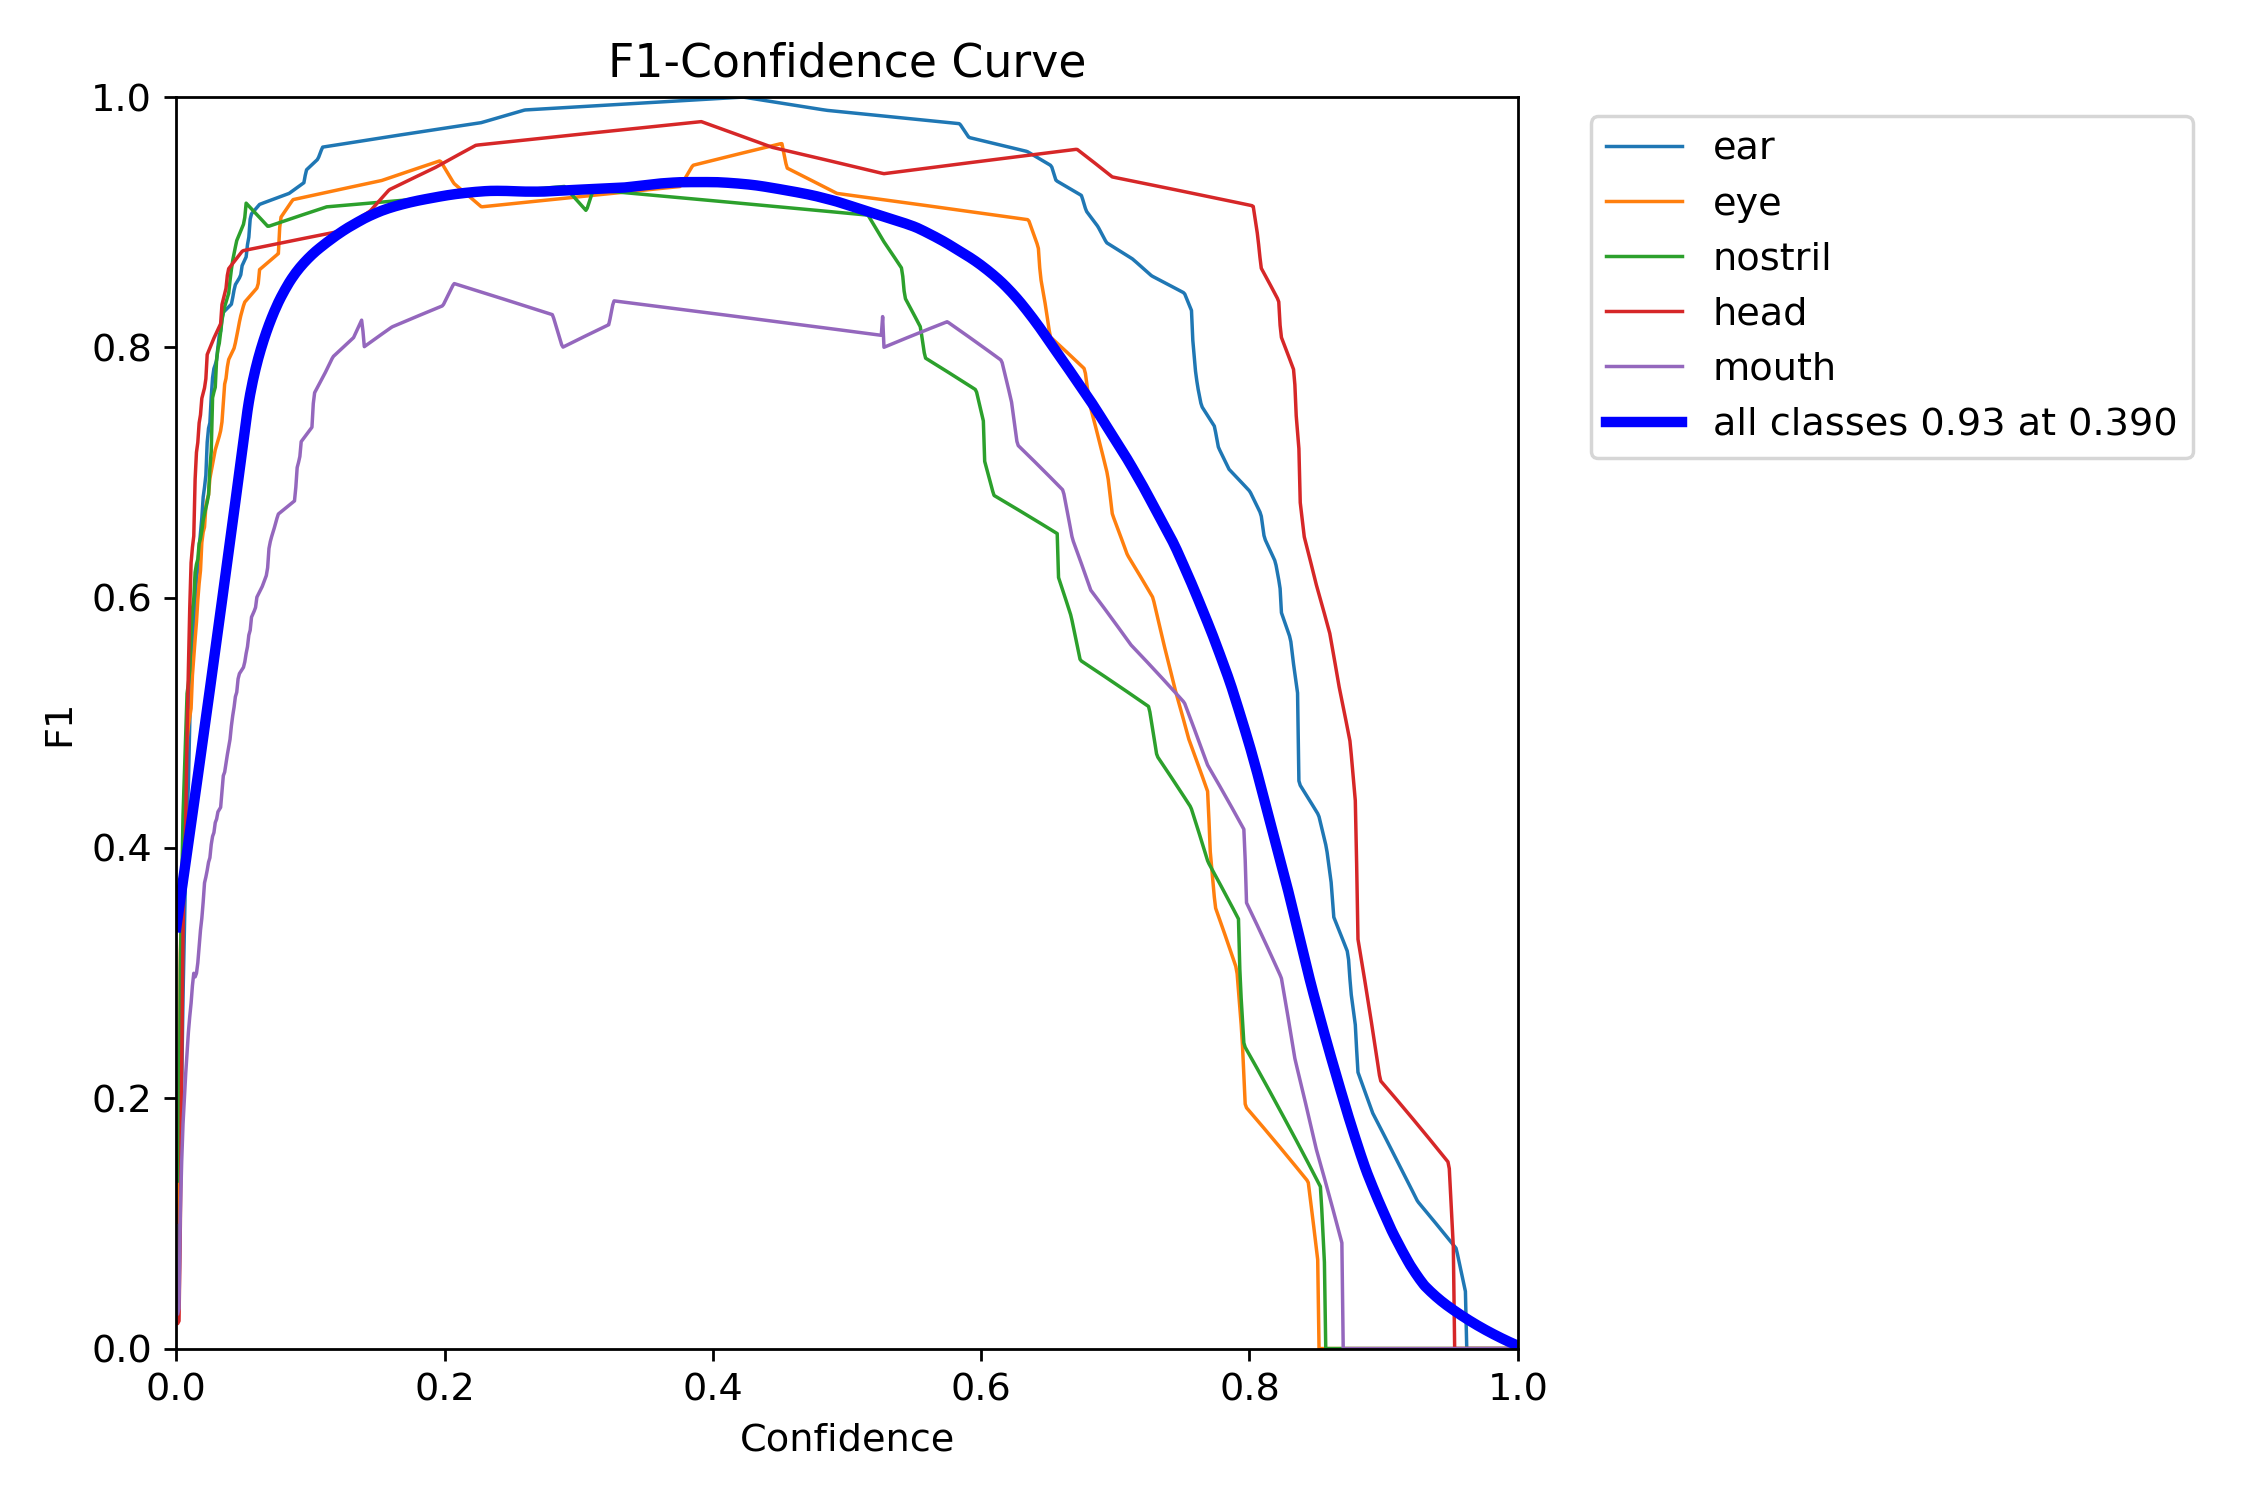 F1-Confidence Curve
1.0
0.8
0.6
0.4
0.2
0.0
F1
0.0 0.2 0.4 0.6 0.8 1.0
Confidence
ear
eye
nostril
head
mouth
all classes 0.93 at 0.390